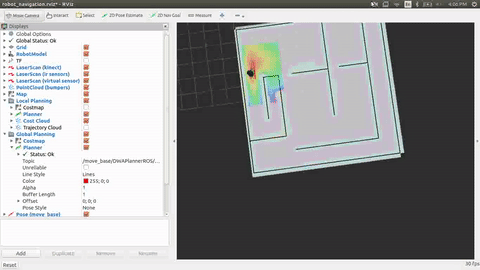 robot_navigation.rviz* - RViz
4:56 PM
Move Camera Interact Select 2D Pose Estimate 2D Nav Goal Measure
Displays
Global Options
Global Status: Ok
Grid
RobotModel
TF
LaserScan (kinect)
LaserScan (ir sensors)
LaserScan (virtual sensor)
PointCloud (bumpers)
Map
Local Planning
Costmap
Planner
Cost Cloud
Trajectory Cloud
Global Planning
Costmap
Planner
Status: Ok
Topic /move_base/DWAPlannerROS/...
Unreliable
Line Style Lines
Color 255; 0; 0
Alpha 1
Buffer Length 1
Offset 0; 0; 0
Pose Style None
Pose (move_base)
Add Duplicate Remove Rename
Reset 30 fps